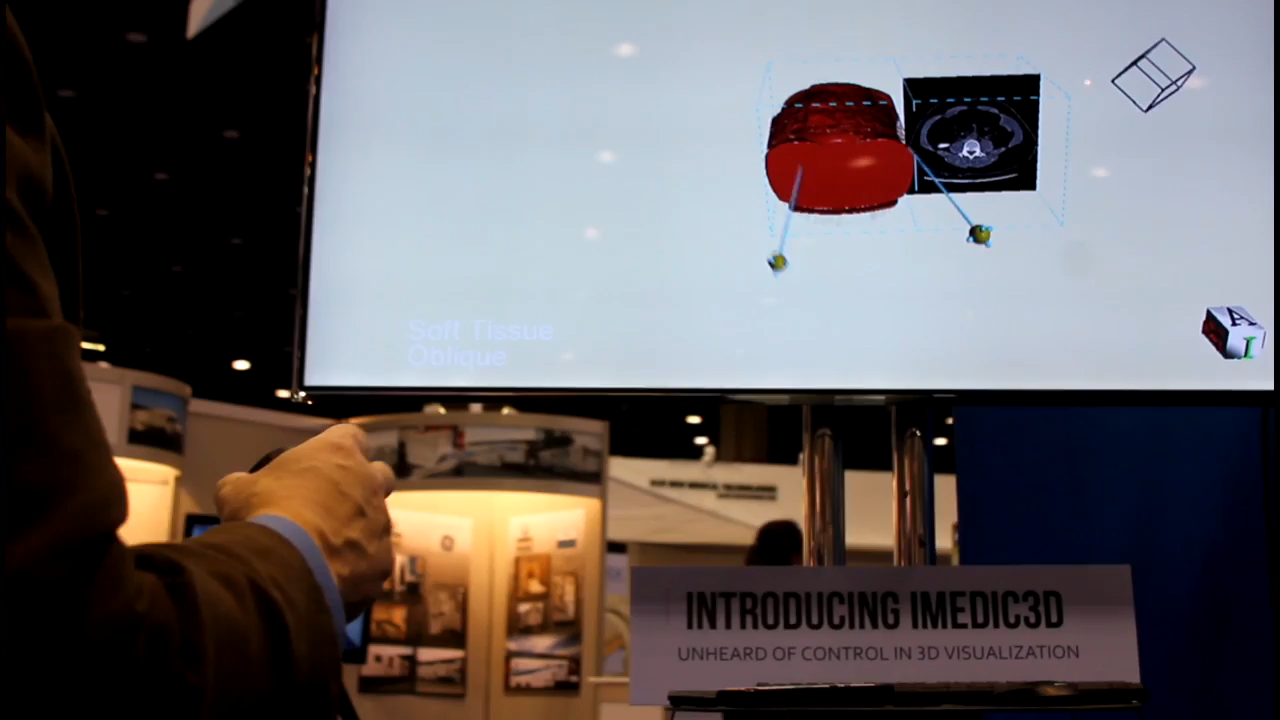 Soft Tissue
Oblique
A
I
INTRODUCING IMEDIC3D
UNHEARD OF CONTROL IN 3D VISUALIZATION